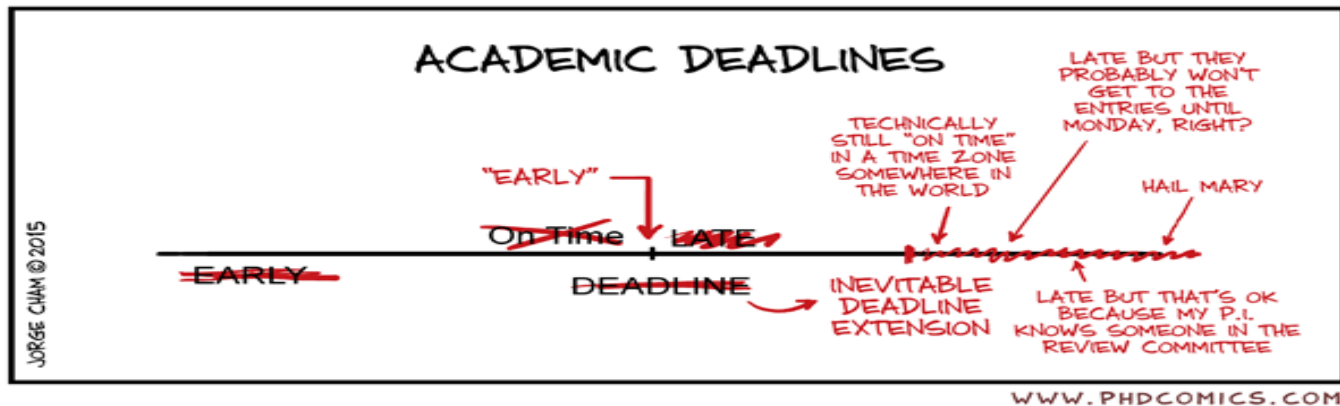 ACADEMIC DEADLINES
LATE BUT THEY
PROBABLY WON'T
GET TO THE
ENTRIES UNTIL
MONDAY, RIGHT?
TECHNICALLY
STILL "ON TIME"
IN A TIME ZONE
SOMEWHERE IN
THE WORLD
"EARLY"
HAIL MARY
On Time
LATE
EARLY
DEADLINE
INEVITABLE
DEADLINE
EXTENSION
LATE BUT THAT'S OK
BECAUSE MY P.I.
KNOWS SOMEONE IN THE
REVIEW COMMITTEE
JORGE CHAM © 2015
WWW.PHDCOMICS.COM